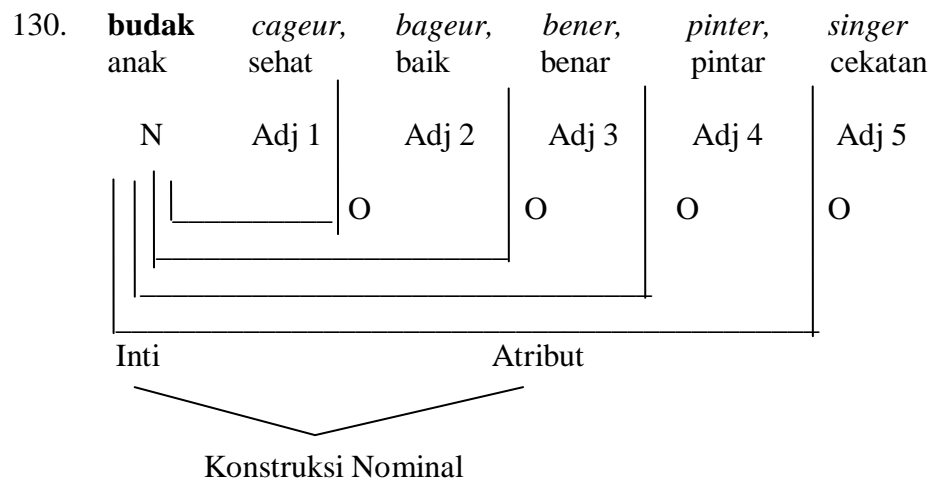 130. budak cageur, bageur, bener, pinter, singer
anak sehat baik benar pintar cekatan
N Adj 1 Adj 2 Adj 3 Adj 4 Adj 5
O O O O
Inti Atribut
Konstruksi Nominal